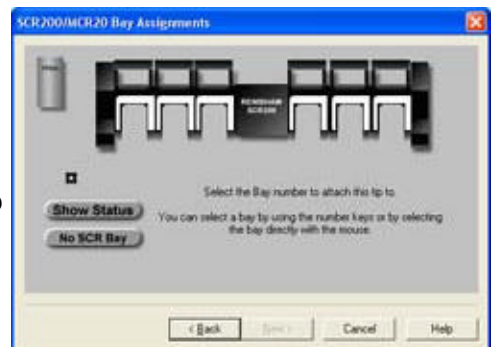 SCR200/MCR20 Bay Assignments
RENISHAW
SCR200
Select the Bay number to attach this tip to.
You can select a bay by using the number keys or by selecting
the bay directly with the mouse.
Show Status
No SCR Bay
< Back
Next >
Cancel
Help